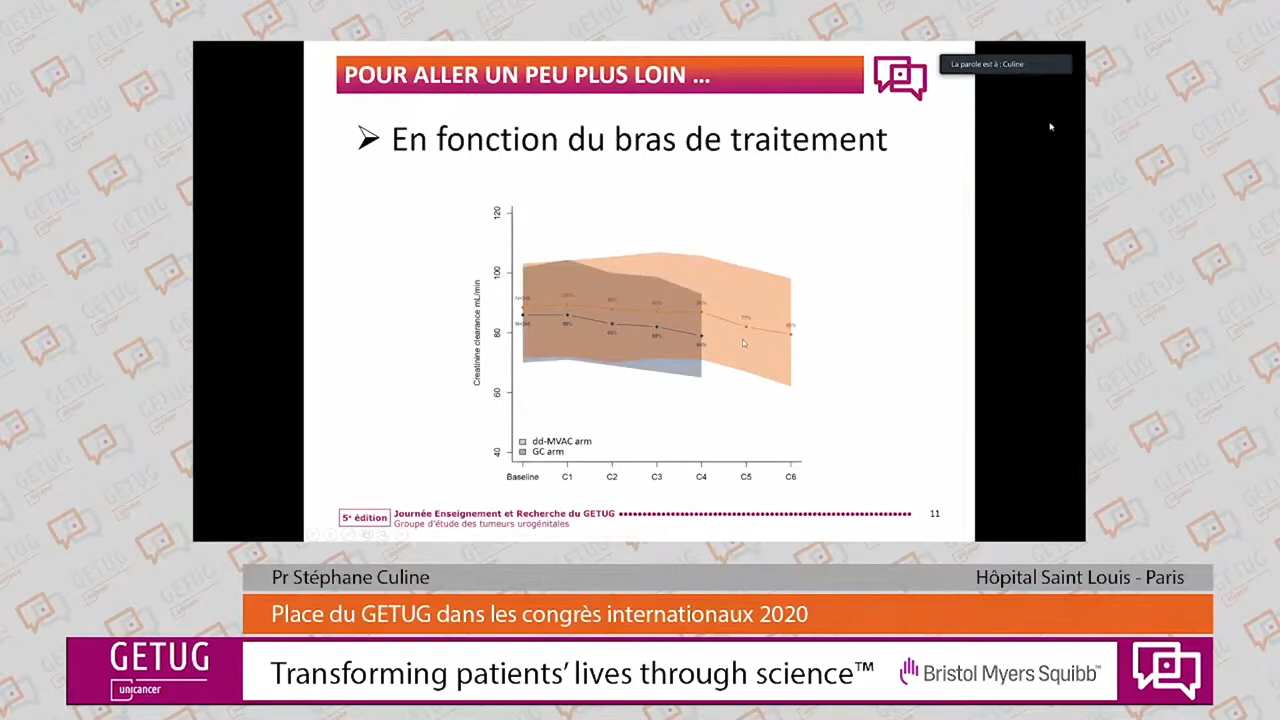 POUR ALLER UN PEU PLUS LOIN ...
La parole est à : Culine
➢ En fonction du bras de traitement
Creatinine clearance mL/min
120
100
80
60
40
77%
dd-MVAC arm
GC arm
Baseline C1 C2 C3 C4 C5 C6
5e édition
Journée Enseignement et Recherche du GETUG
Groupe d'étude des tumeurs urogénitales
11
Pr Stéphane Culine
Hôpital Saint Louis - Paris
Place du GETUG dans les congrès internationaux 2020
GETUG
unicancer
Transforming patients' lives through science™
Bristol Myers Squibb™